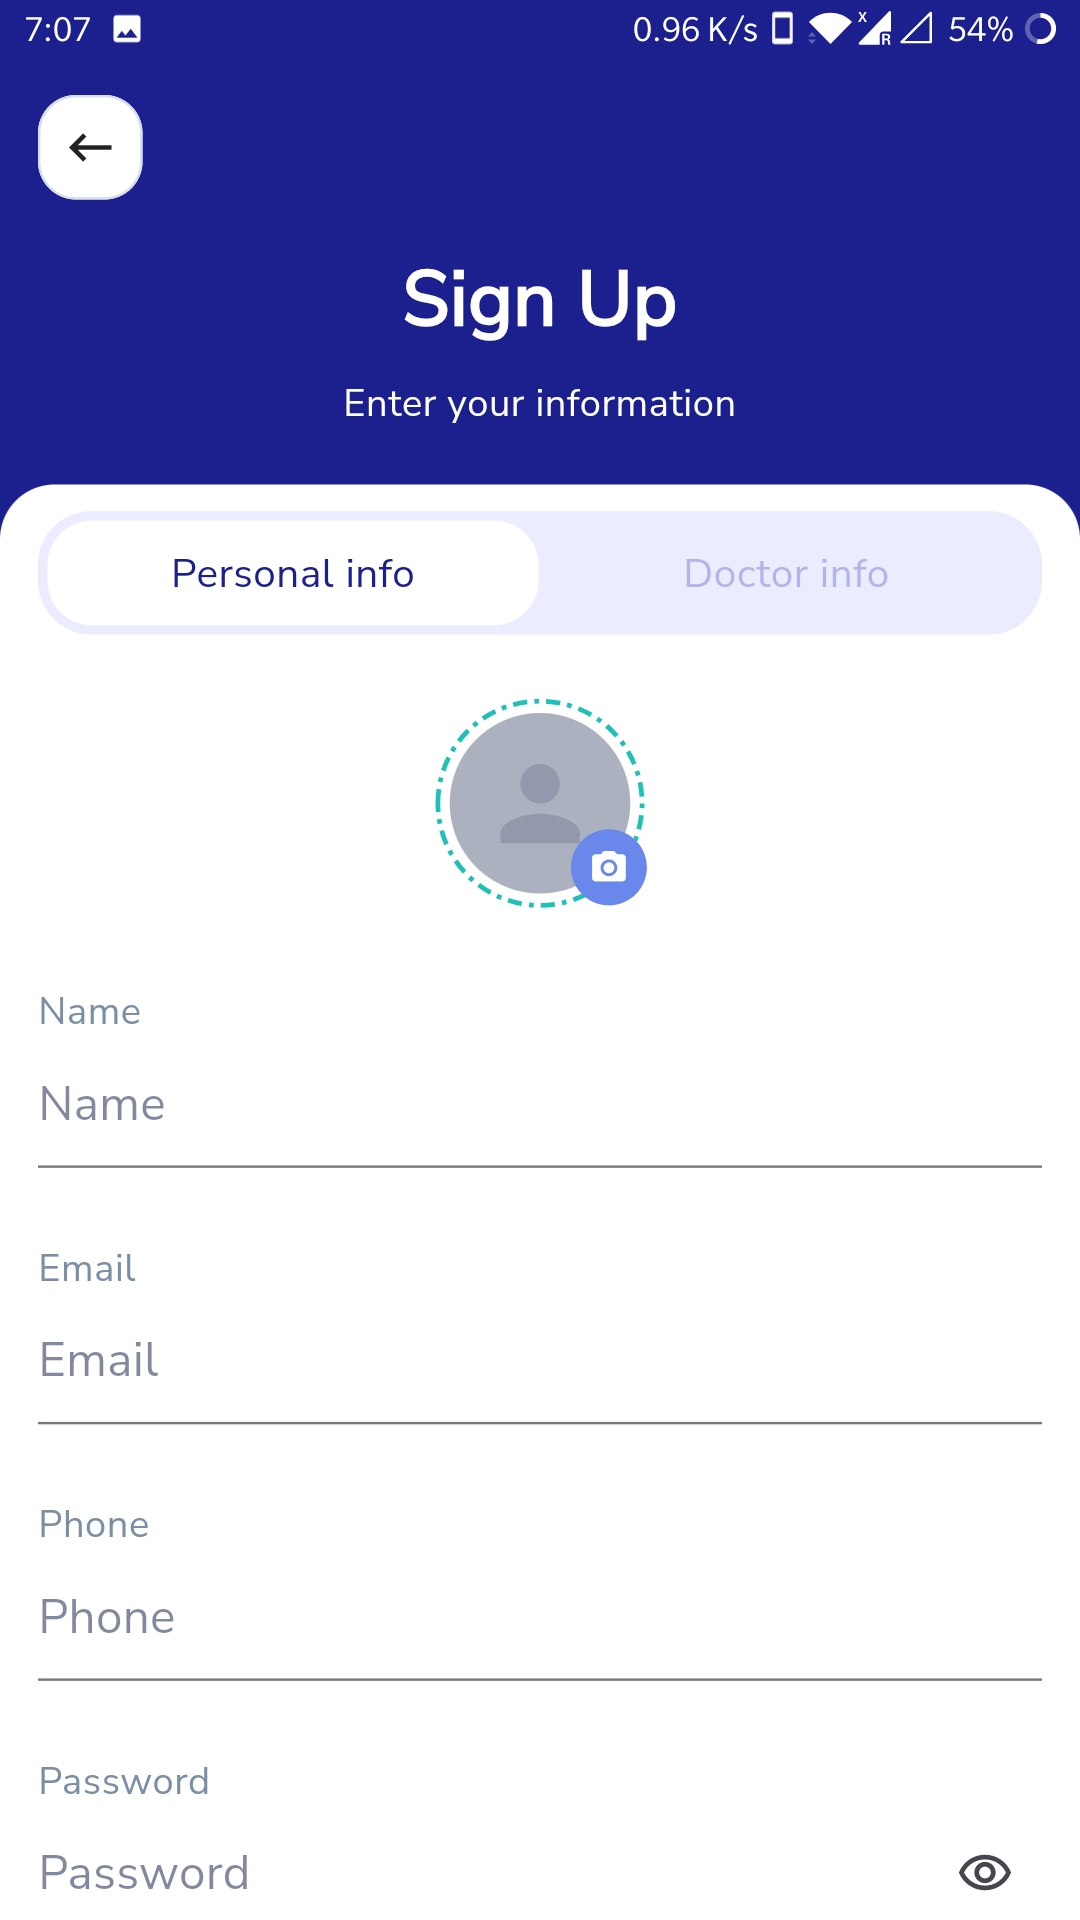 7:07 0.96 K/s X R 54%
Sign Up
Enter your information
Personal info Doctor info
Name
Name
Email
Email
Phone
Phone
Password
Password